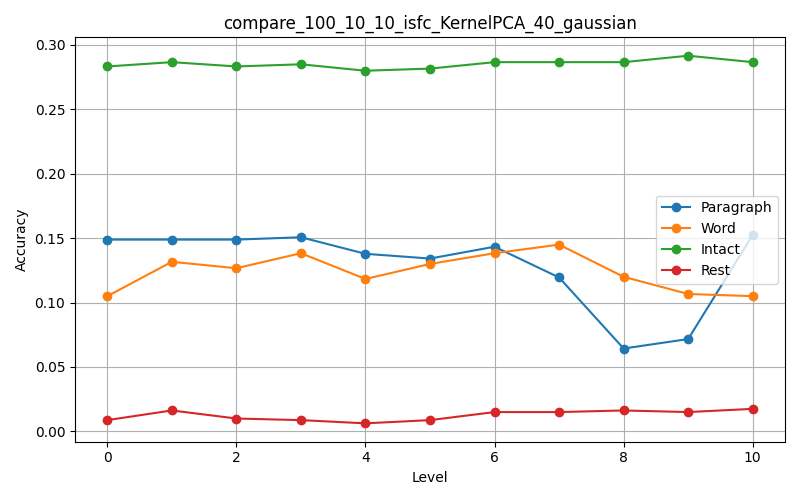 compare_100_10_10_isfc_KernelPCA_40_gaussian
Accuracy
0.30
0.25
0.20
0.15
0.10
0.05
0.00
Paragraph
Word
Intact
Rest
0 2 4 6 8 10
Level